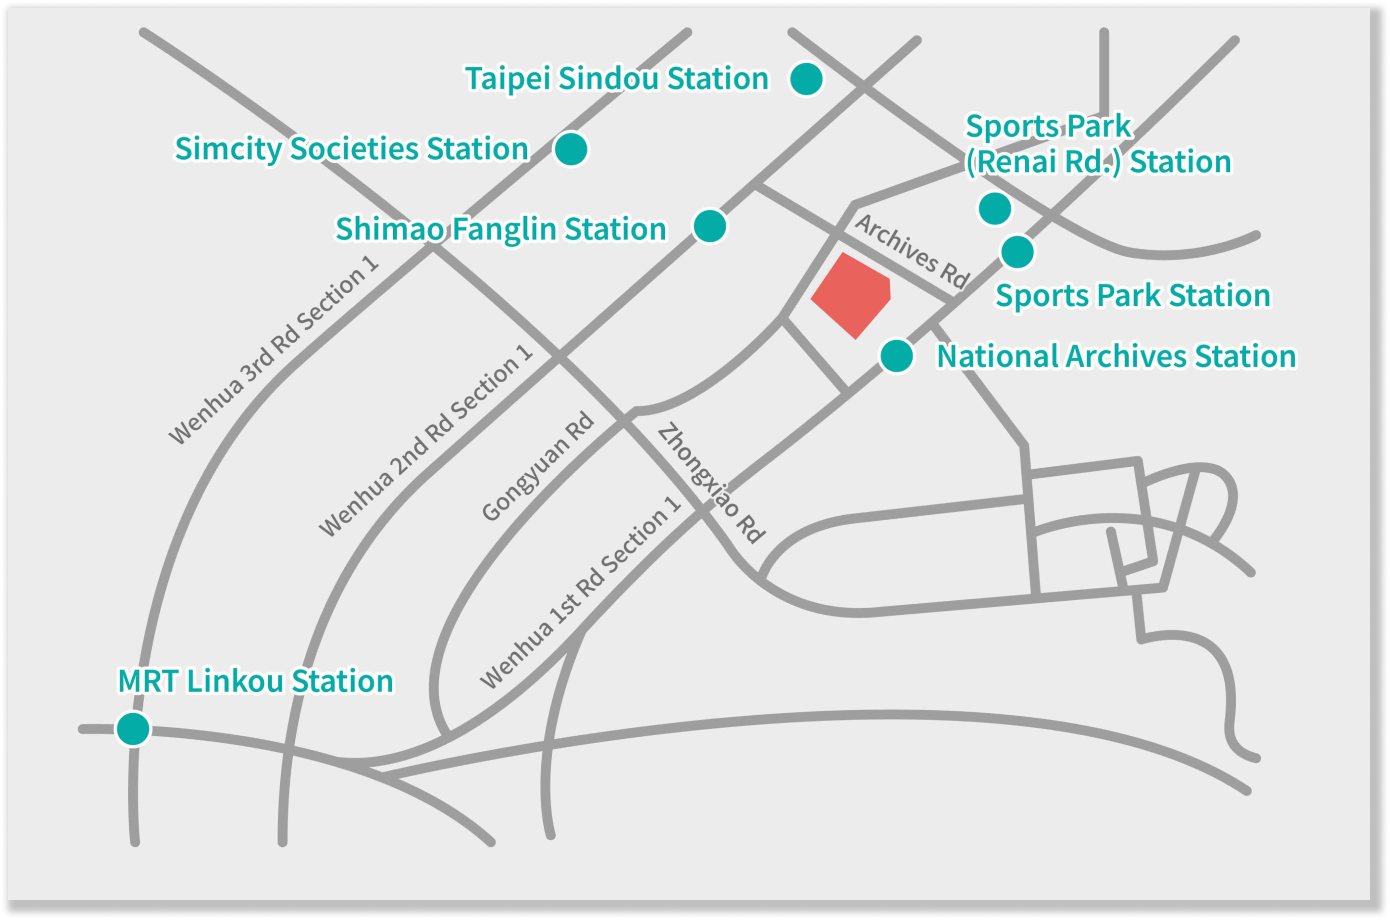 Taipei Sindou Station
Sports Park
(Renai Rd.) Station
Simcity Societies Station
Shimao Fanglin Station
Archives Rd
Sports Park Station
Wenhua 3rd Rd Section 1
National Archives Station
Wenhua 2nd Rd Section 1
Gongyuan Rd
Zhongxiao Rd
Wenhua 1st Rd Section 1
MRT Linkou Station